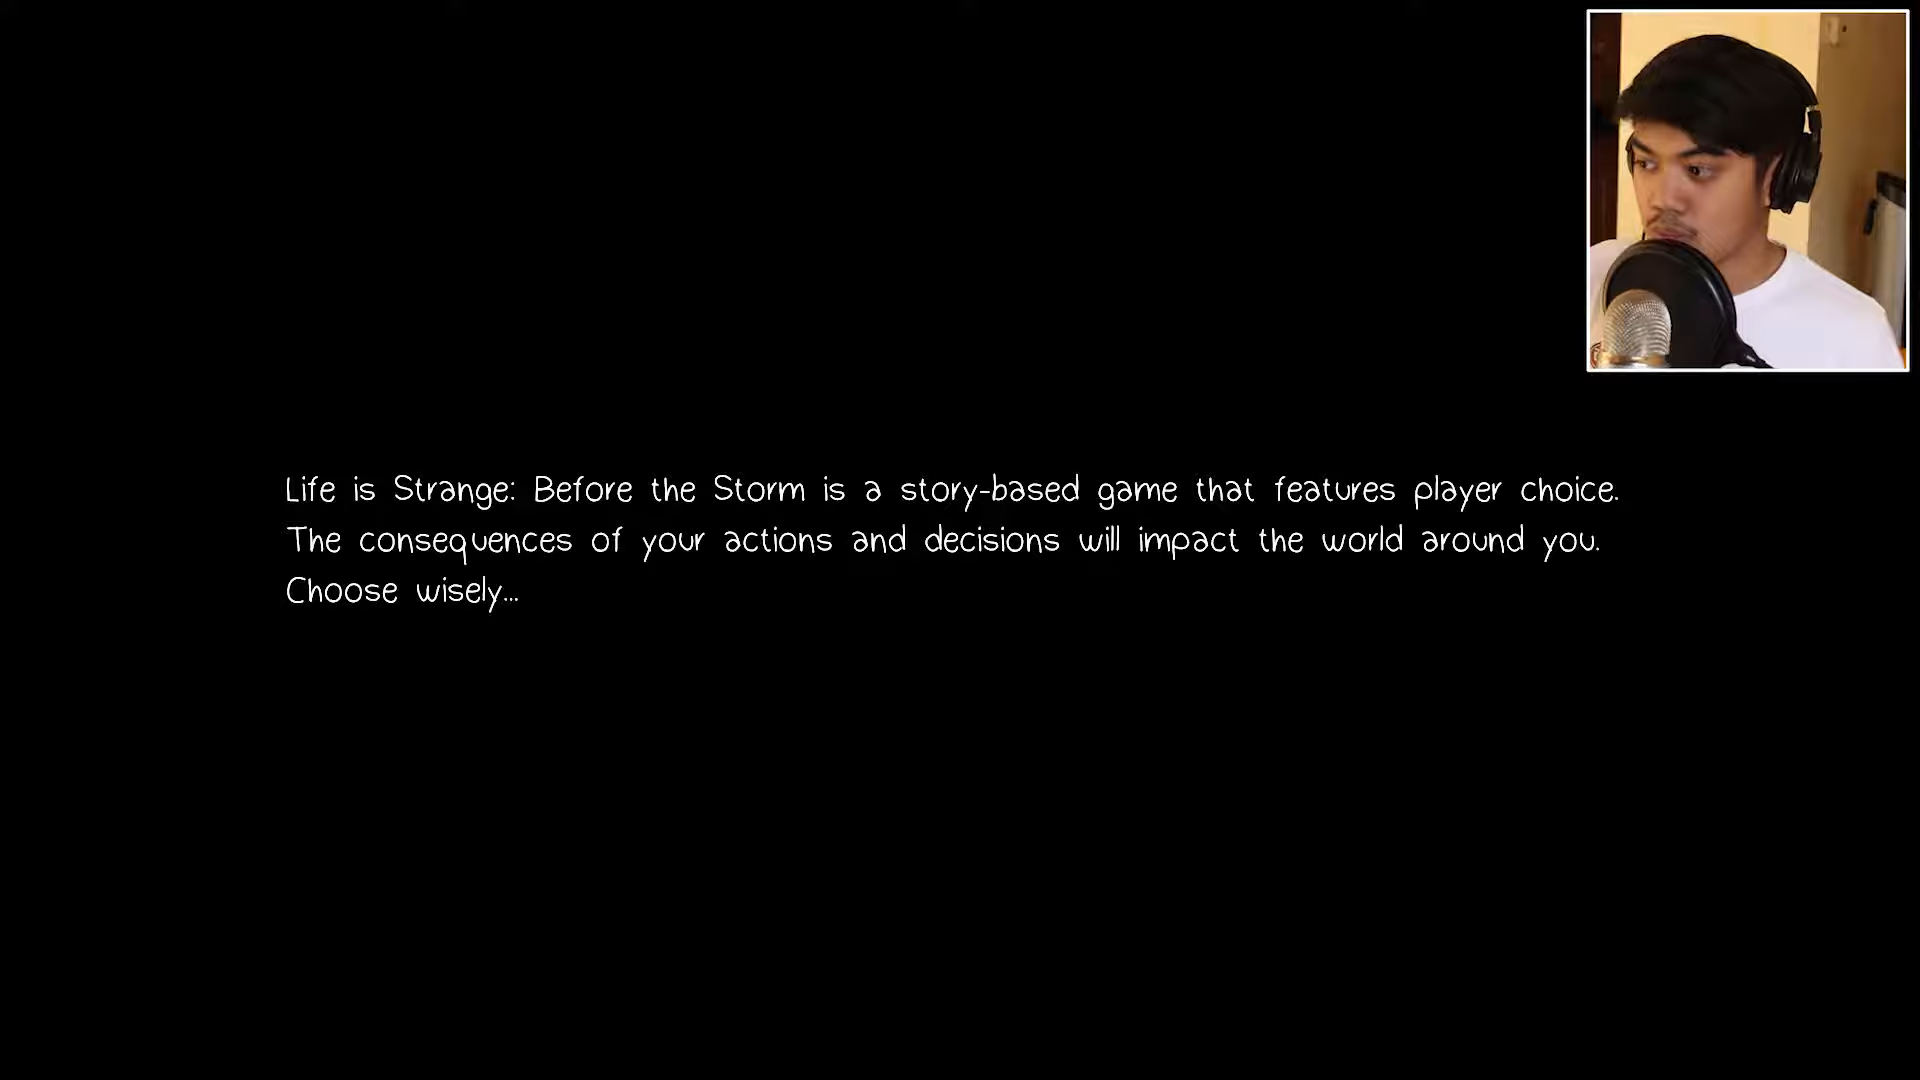 Life is Strange: Before the Storm is a story-based game that features player choice.
The consequences of your actions and decisions will impact the world around you.
Choose wisely...